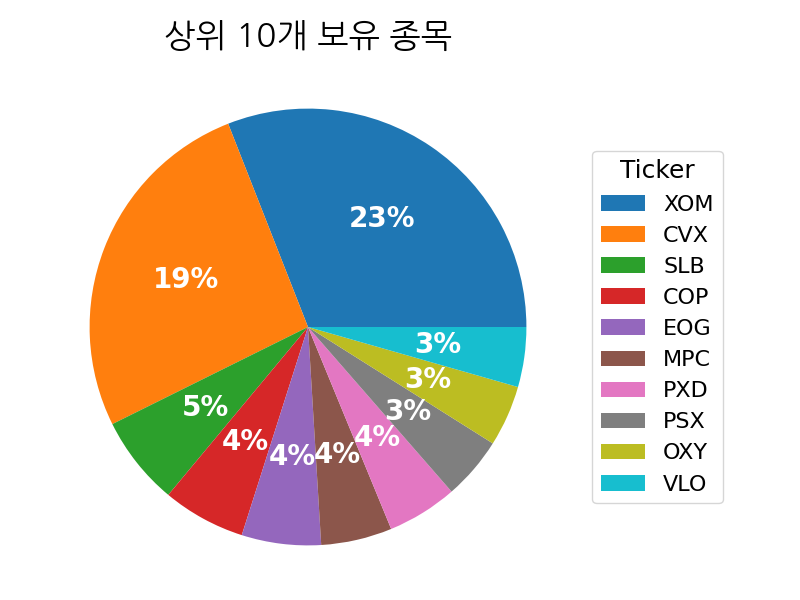 상위 10개 보유 종목
23%
19%
5%
4%
4%
4%
4%
3%
3%
3%
Ticker
XOM
CVX
SLB
COP
EOG
MPC
PXD
PSX
OXY
VLO